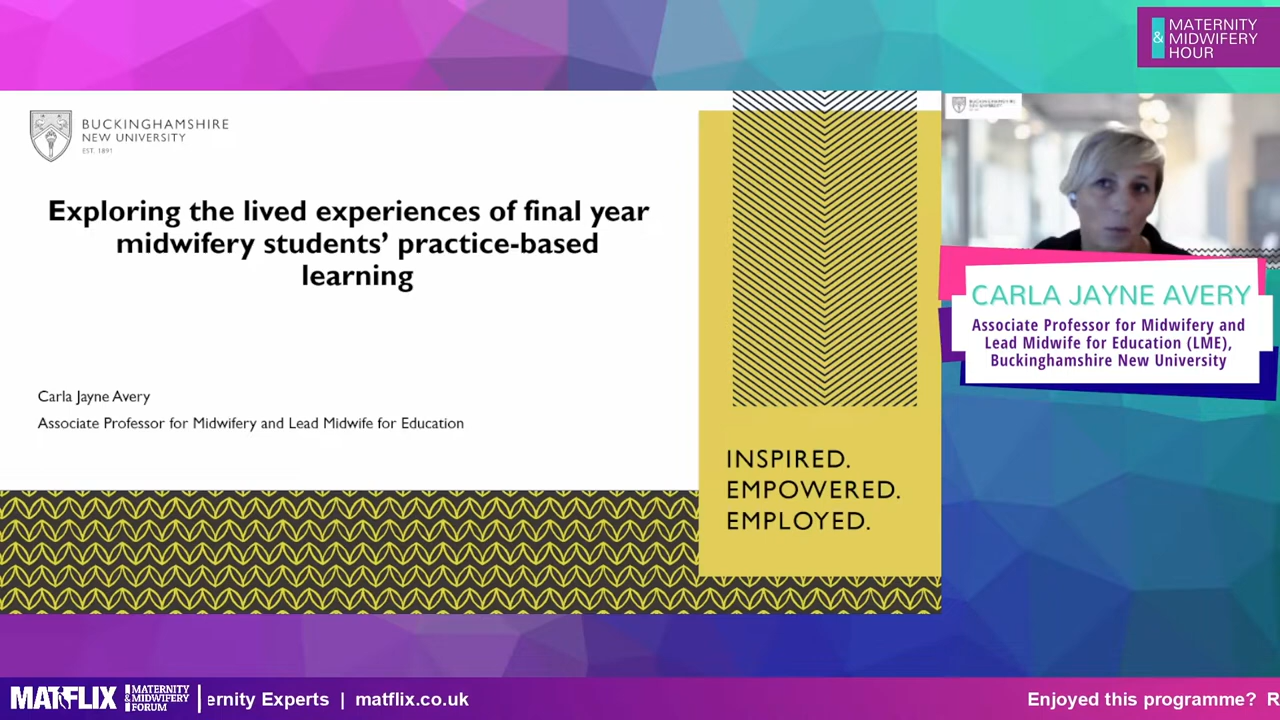 MATERNITY
& MIDWIFERY
HOUR
BUCKINGHAMSHIRE
NEW UNIVERSITY
EST. 1891
Exploring the lived experiences of final year
midwifery students’ practice-based
learning
Carla Jayne Avery
Associate Professor for Midwifery and Lead Midwife for Education
INSPIRED.
EMPOWERED.
EMPLOYED.
CARLA JAYNE AVERY
Associate Professor for Midwifery and
Lead Midwife for Education (LME),
Buckinghamshire New University
MATFLIX
MATERNITY
& MIDWIFERY
FORUM
ernity Experts | matflix.co.uk
Enjoyed this programme? R